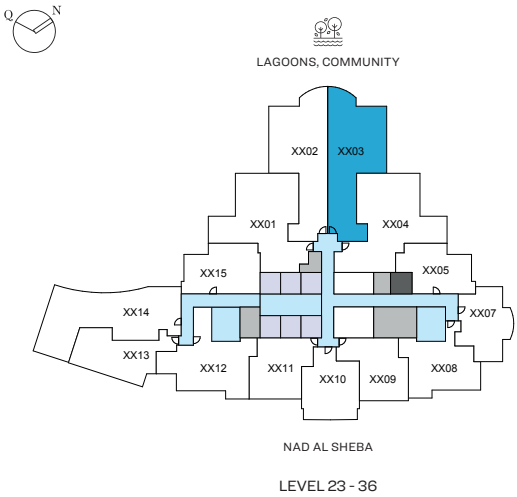 Q N
LAGOONS, COMMUNITY
XX02 XX03
XX01 XX04
XX15 XX05
XX14 XX07
XX13 XX12 XX11 XX10 XX09 XX08
NAD AL SHEBA
LEVEL 23 - 36